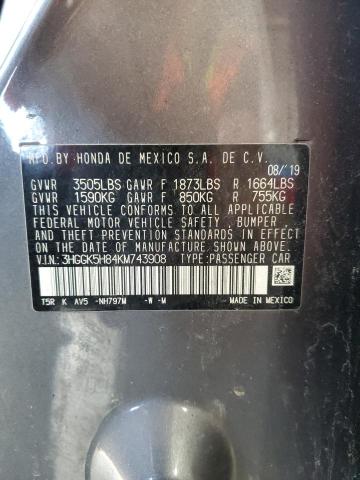 MFD.BY HONDA DE MEXICO S.A. DE C.V.
08/'19
GVWR 3505LBS GAWR F 1873LBS R 1664LBS
GVWR 1590KG GAWR F 850KG R 755KG
THIS VEHICLE CONFORMS TO ALL APPLICABLE
FEDERAL MOTOR VEHICLE SAFETY, BUMPER
AND THEFT PREVENTION STANDARDS IN EFFECT
ON THE DATE OF MANUFACTURE SHOWN ABOVE.
V.I.N.: 3HGGK5H84KM743908 TYPE:PASSENGER CAR
T5R K AV5 -NH797M -W -M MADE IN MEXICO